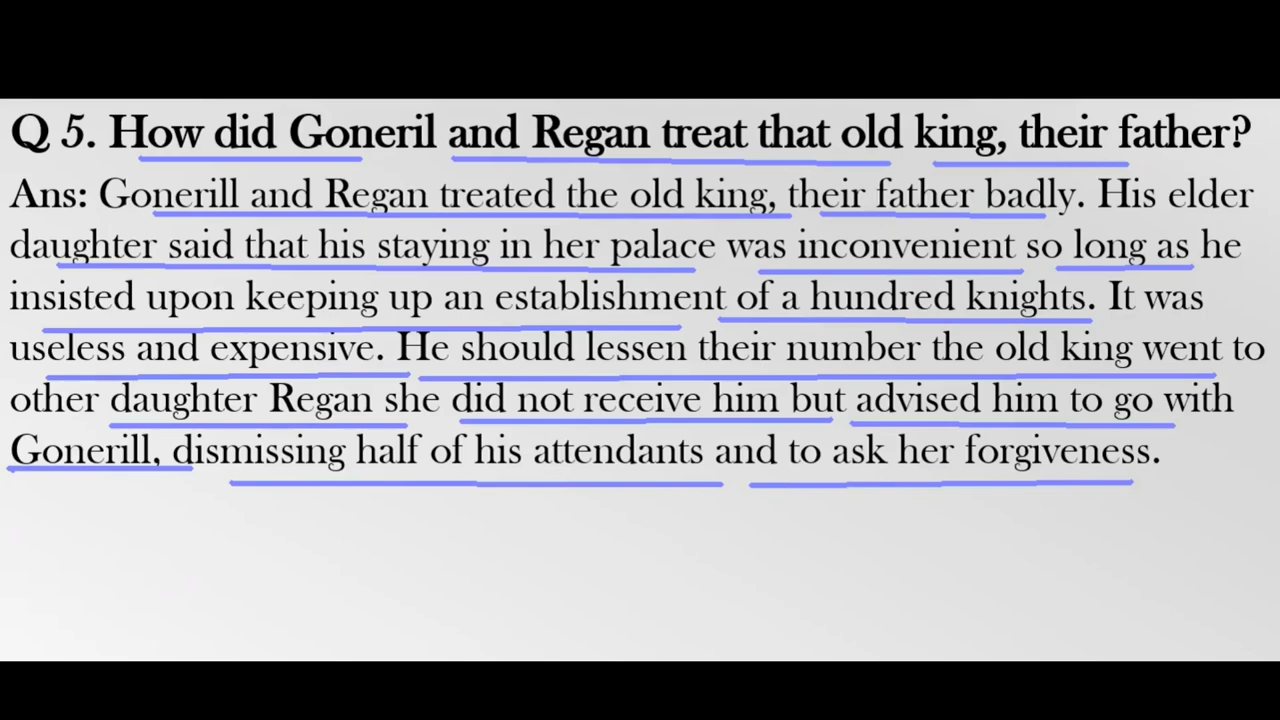 Q 5. How did Goneril and Regan treat that old king, their father?
Ans: Gonerill and Regan treated the old king, their father badly. His elder
daughter said that his staying in her palace was inconvenient so long as he
insisted upon keeping up an establishment of a hundred knights. It was
useless and expensive. He should lessen their number the old king went to
other daughter Regan she did not receive him but advised him to go with
Gonerill, dismissing half of his attendants and to ask her forgiveness.